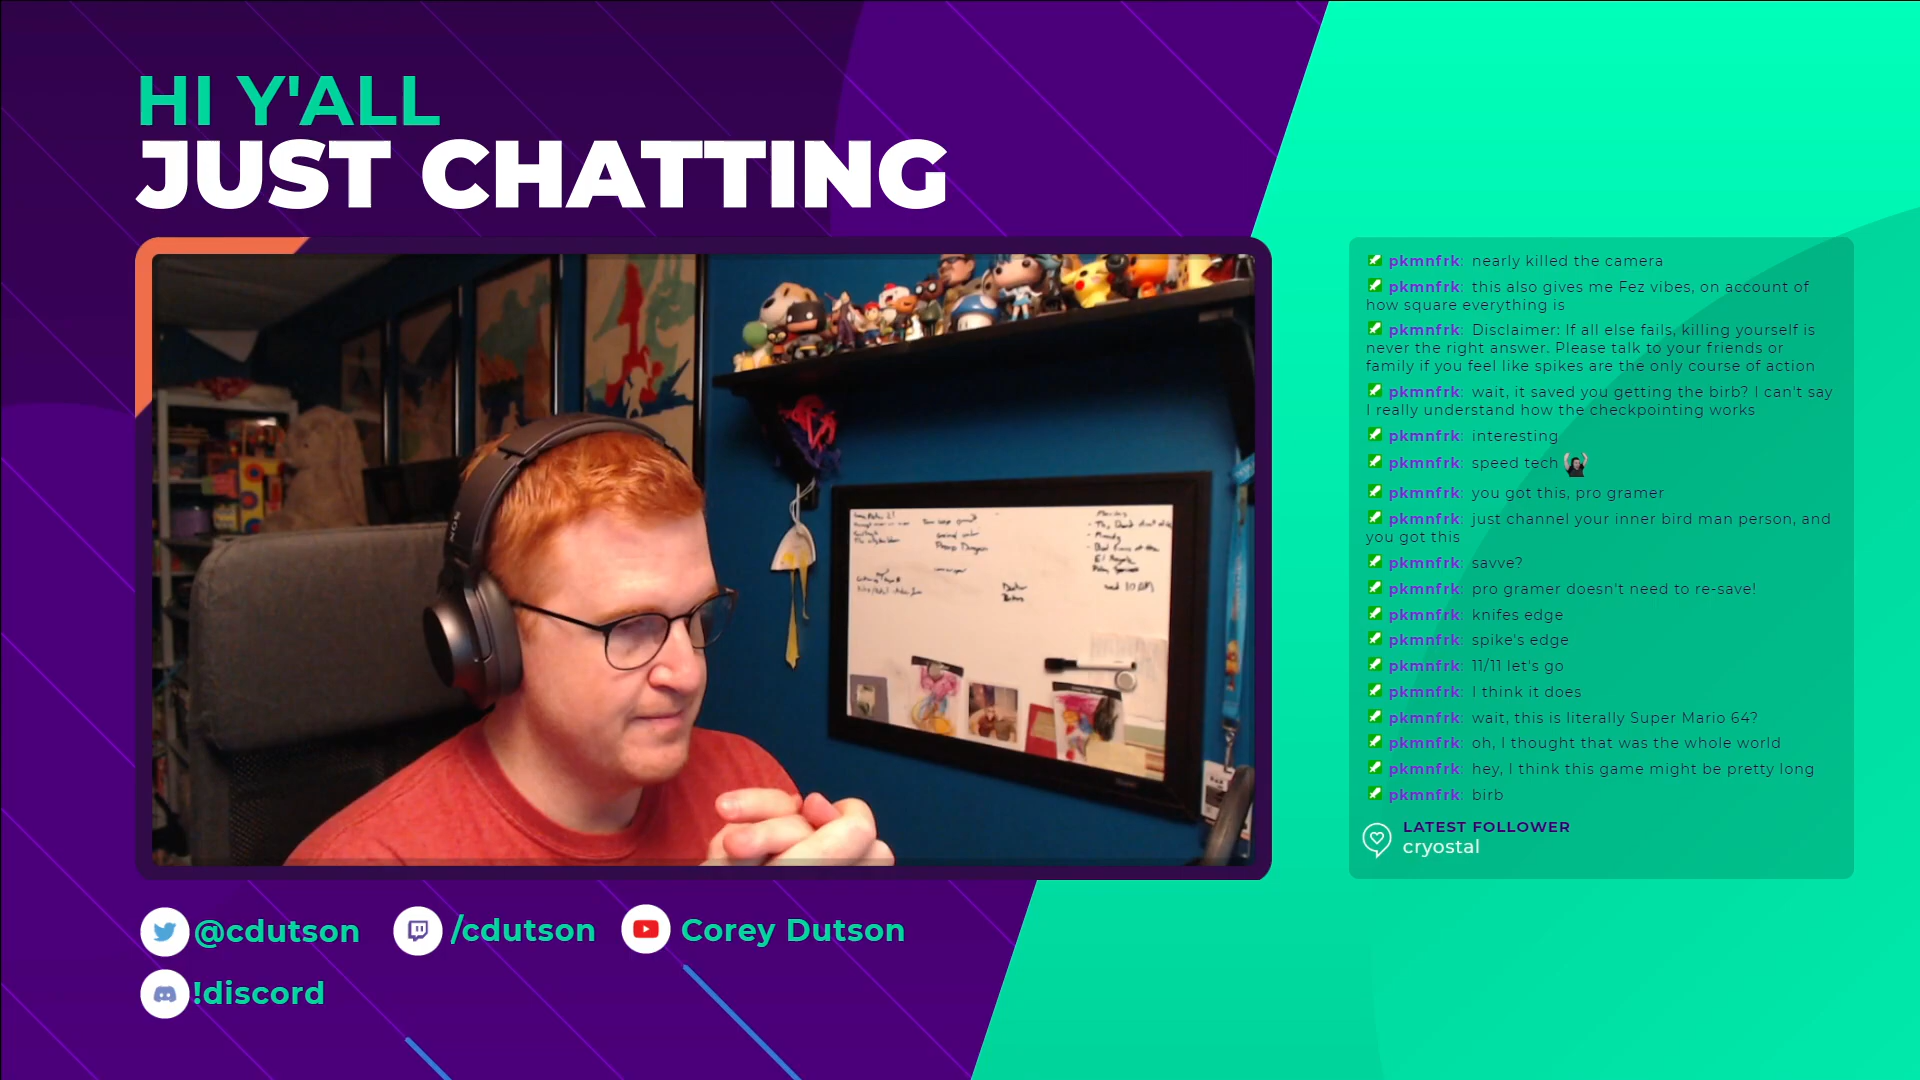 HI Y'ALL
JUST CHATTING
pkmnfrk: nearly killed the camera
pkmnfrk: this also gives me Fez vibes, on account of
how square everything is
pkmnfrk: Disclaimer: If all else fails, killing yourself is
never the right answer. Please talk to your friends or
family if you feel like spikes are the only course of action
pkmnfrk: wait, it saved you getting the birb? I can't say
I really understand how the checkpointing works
pkmnfrk: interesting
pkmnfrk: speed tech
pkmnfrk: you got this, pro gramer
pkmnfrk: just channel your inner bird man person, and
you got this
pkmnfrk: savve?
pkmnfrk: pro gramer doesn't need to re-save!
pkmnfrk: knifes edge
pkmnfrk: spike's edge
pkmnfrk: 11/11 let's go
pkmnfrk: I think it does
pkmnfrk: wait, this is literally Super Mario 64?
pkmnfrk: oh, I thought that was the whole world
pkmnfrk: hey, I think this game might be pretty long
pkmnfrk: birb
LATEST FOLLOWER
cryostal
SONY
@cdutson /cdutson Corey Dutson
!discord